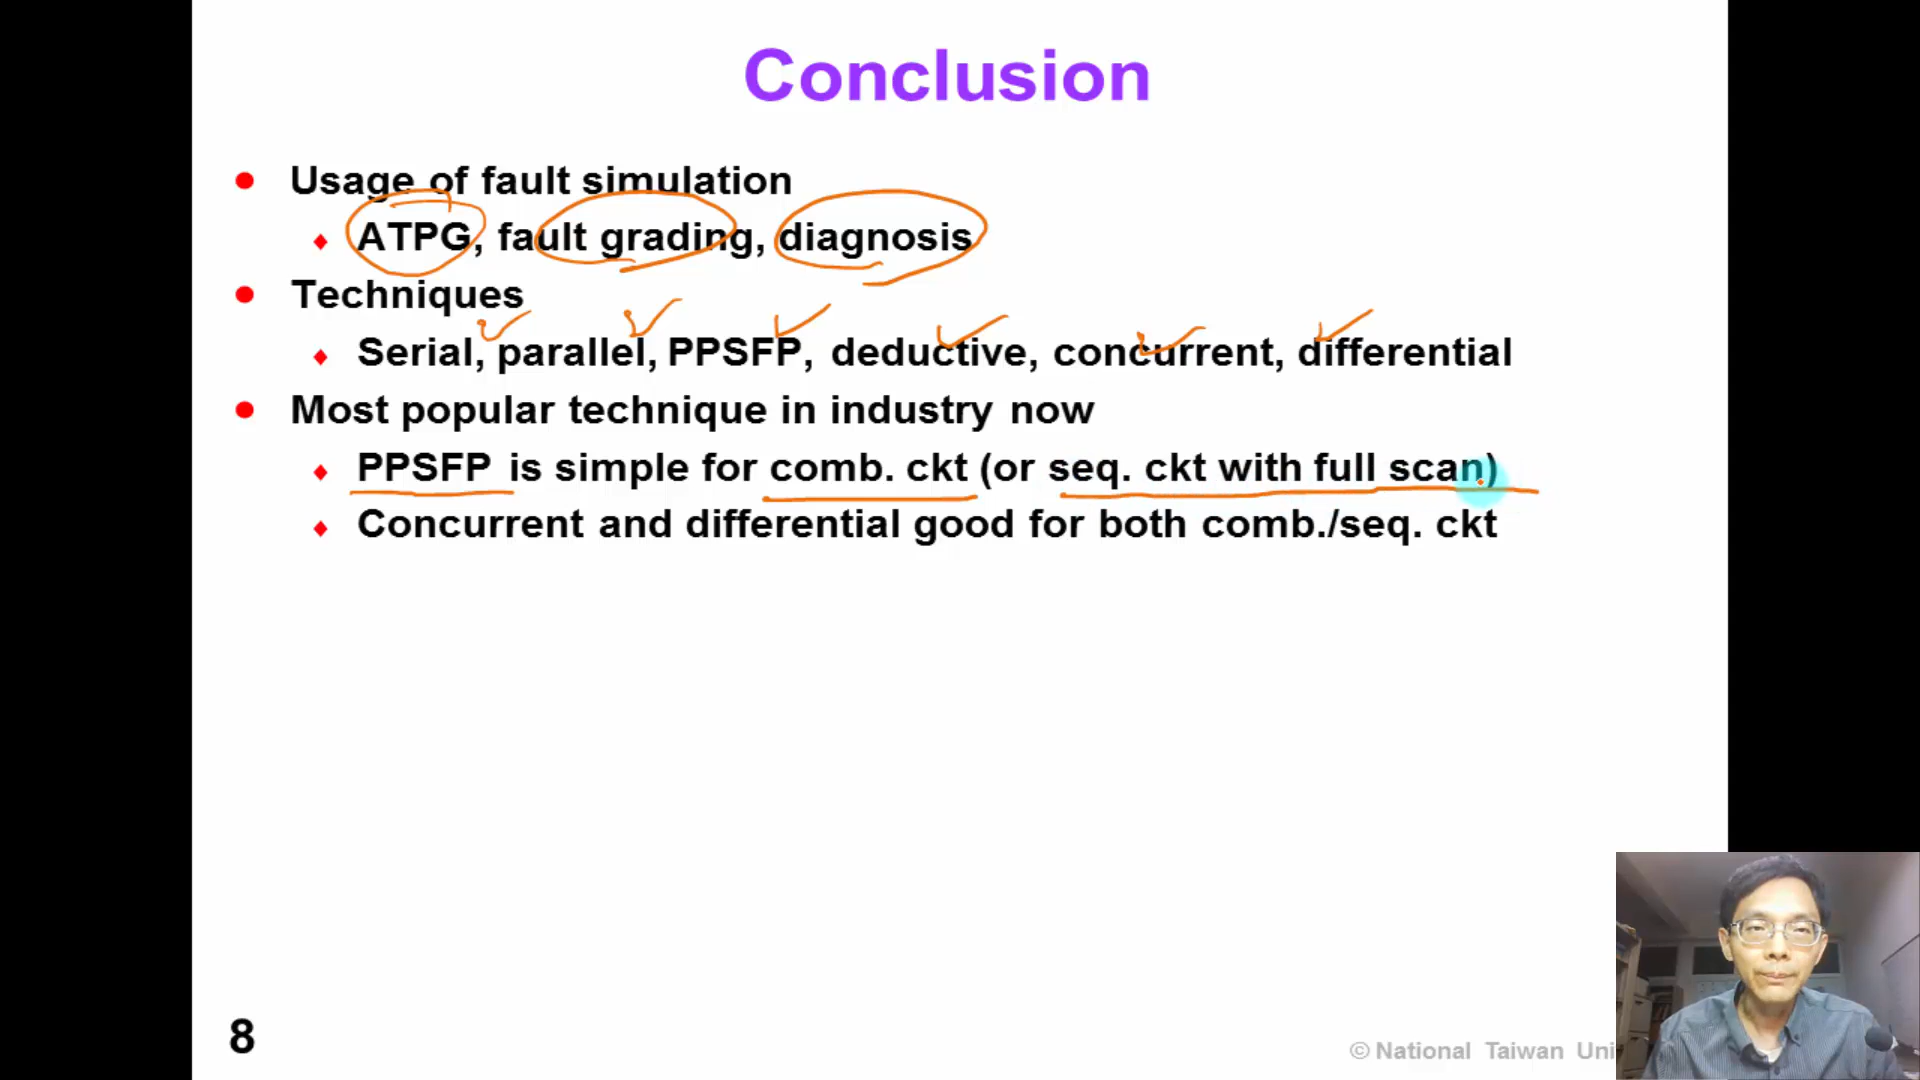 Conclusion
Usage of fault simulation
ATPG, fault grading, diagnosis
Techniques
Serial, parallel, PPSFP, deductive, concurrent, differential
Most popular technique in industry now
PPSFP is simple for comb. ckt (or seq. ckt with full scan)
Concurrent and differential good for both comb./seq. ckt
8
© National Taiwan Uni